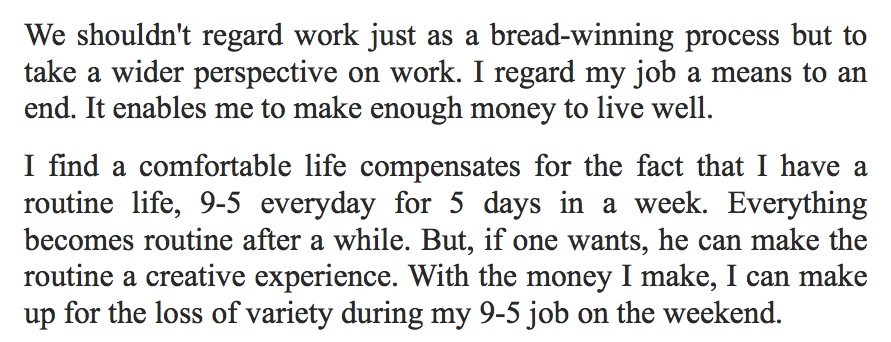 We shouldn't regard work just as a bread-winning process but to
take a wider perspective on work. I regard my job a means to an
end. It enables me to make enough money to live well.
I find a comfortable life compensates for the fact that I have a
routine life, 9-5 everyday for 5 days in a week. Everything
becomes routine after a while. But, if one wants, he can make the
routine a creative experience. With the money I make, I can make
up for the loss of variety during my 9-5 job on the weekend.